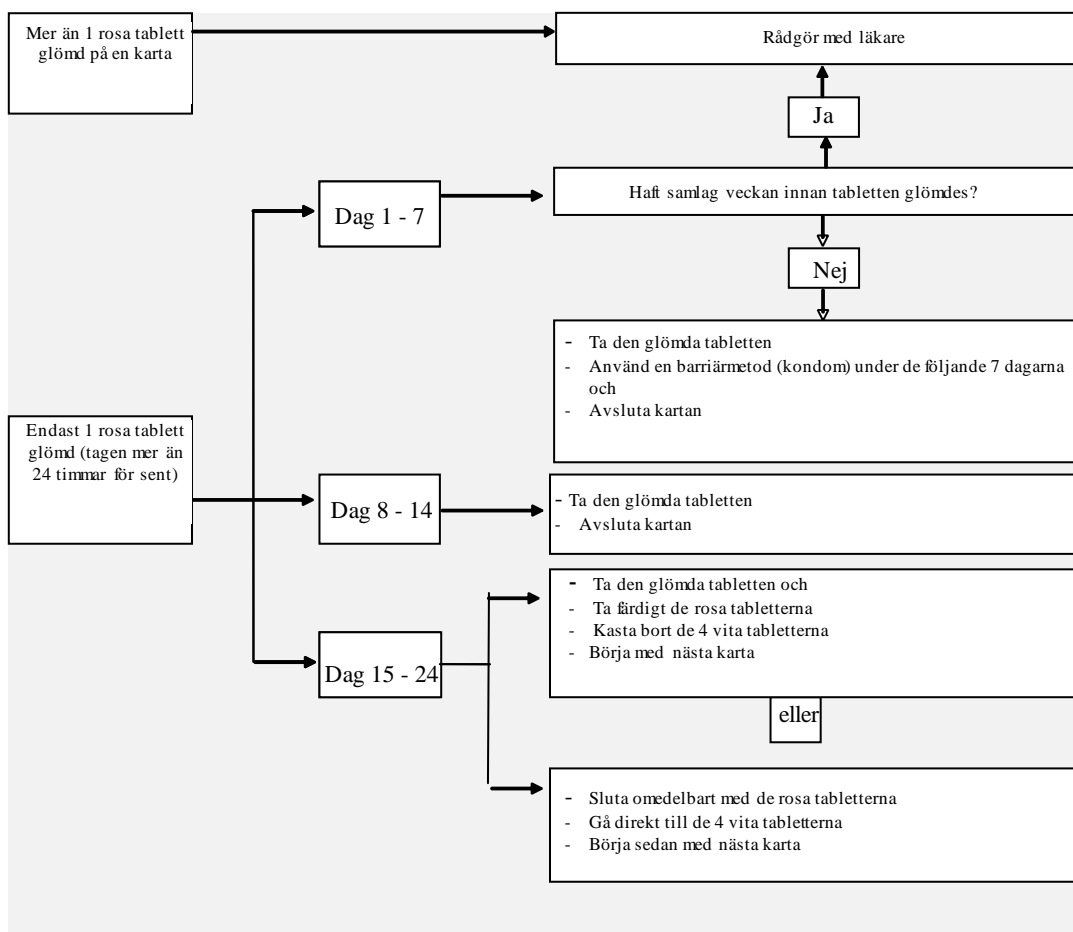 Mer än 1 rosa tablett
glömd på en karta
Rådgör med läkare
Ja
Haft samlag veckan innan tabletten glömdes?
Dag 1 - 7
Nej
- Ta den glömda tabletten
- Använd en barriärmetod (kondom) under de följande 7 dagarna
och
- Avsluta kartan
Endast 1 rosa tablett
glömd (tagen mer än
24 timmar för sent)
Dag 8 - 14
- Ta den glömda tabletten
- Avsluta kartan
Dag 15 - 24
- Ta den glömda tabletten och
- Ta färdigt de rosa tabletterna
- Kasta bort de 4 vita tabletterna
- Börja med nästa karta
eller
- Sluta omedelbart med de rosa tabletterna
- Gå direkt till de 4 vita tabletterna
- Börja sedan med nästa karta